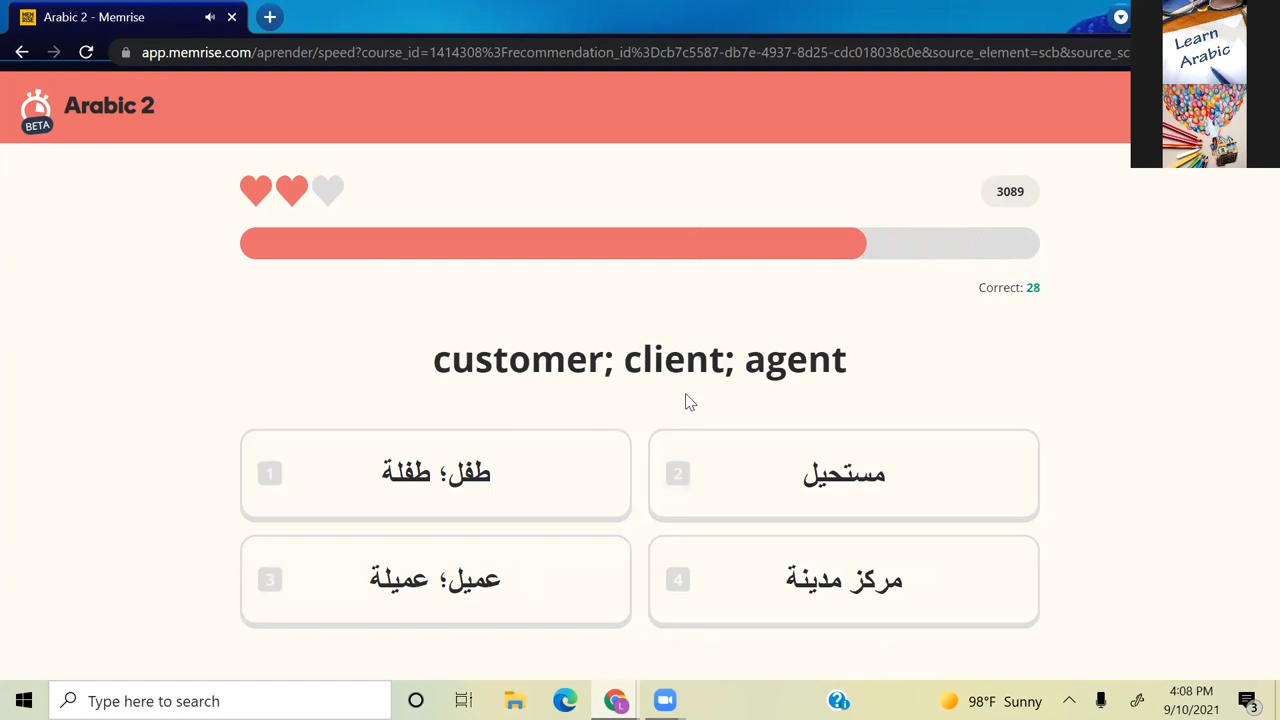 Arabic 2 - Memrise
app.memrise.com/aprender/speed?course_id=1414308%3Frecommendation_id%3Dcb7c5587-db7e-4937-8d25-cdc018038c0e&source_element=scb&source_sc
Learn
Arabic
BETA
Arabic 2
3089
Correct: 28
customer; client; agent
1
طفل؛ طفلة
2
مستحيل
3
عميل؛ عميلة
4
مركز مدينة
Type here to search
98°F Sunny
4:08 PM
9/10/2021
3